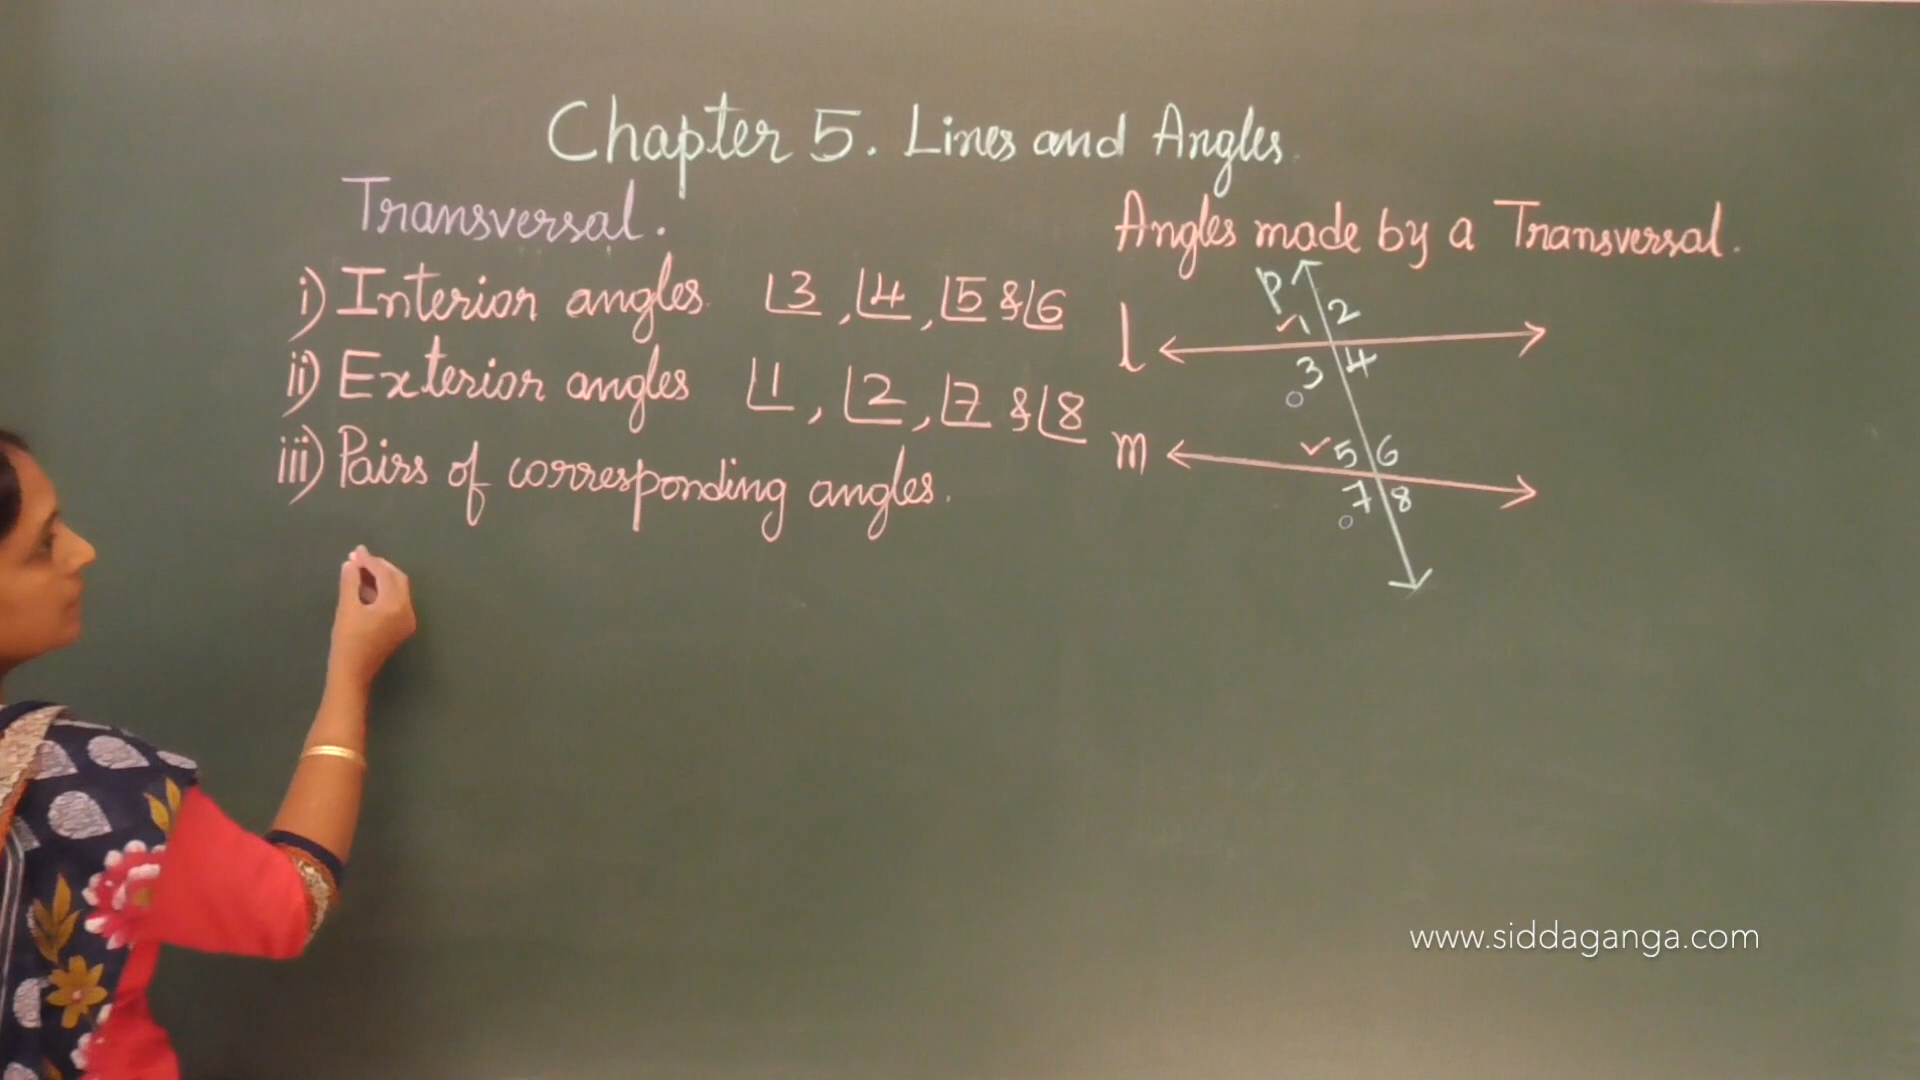 Chapter 5. Lines and Angles.
Transversal.
i) Interior angles ∠3, ∠4, ∠5 & ∠6
ii) Exterior angles ∠1, ∠2, ∠7 & ∠8
iii) Pairs of corresponding angles.
Angles made by a Transversal.
p
1 2
l
3 4
m
5 6
7 8
www.siddaganga.com